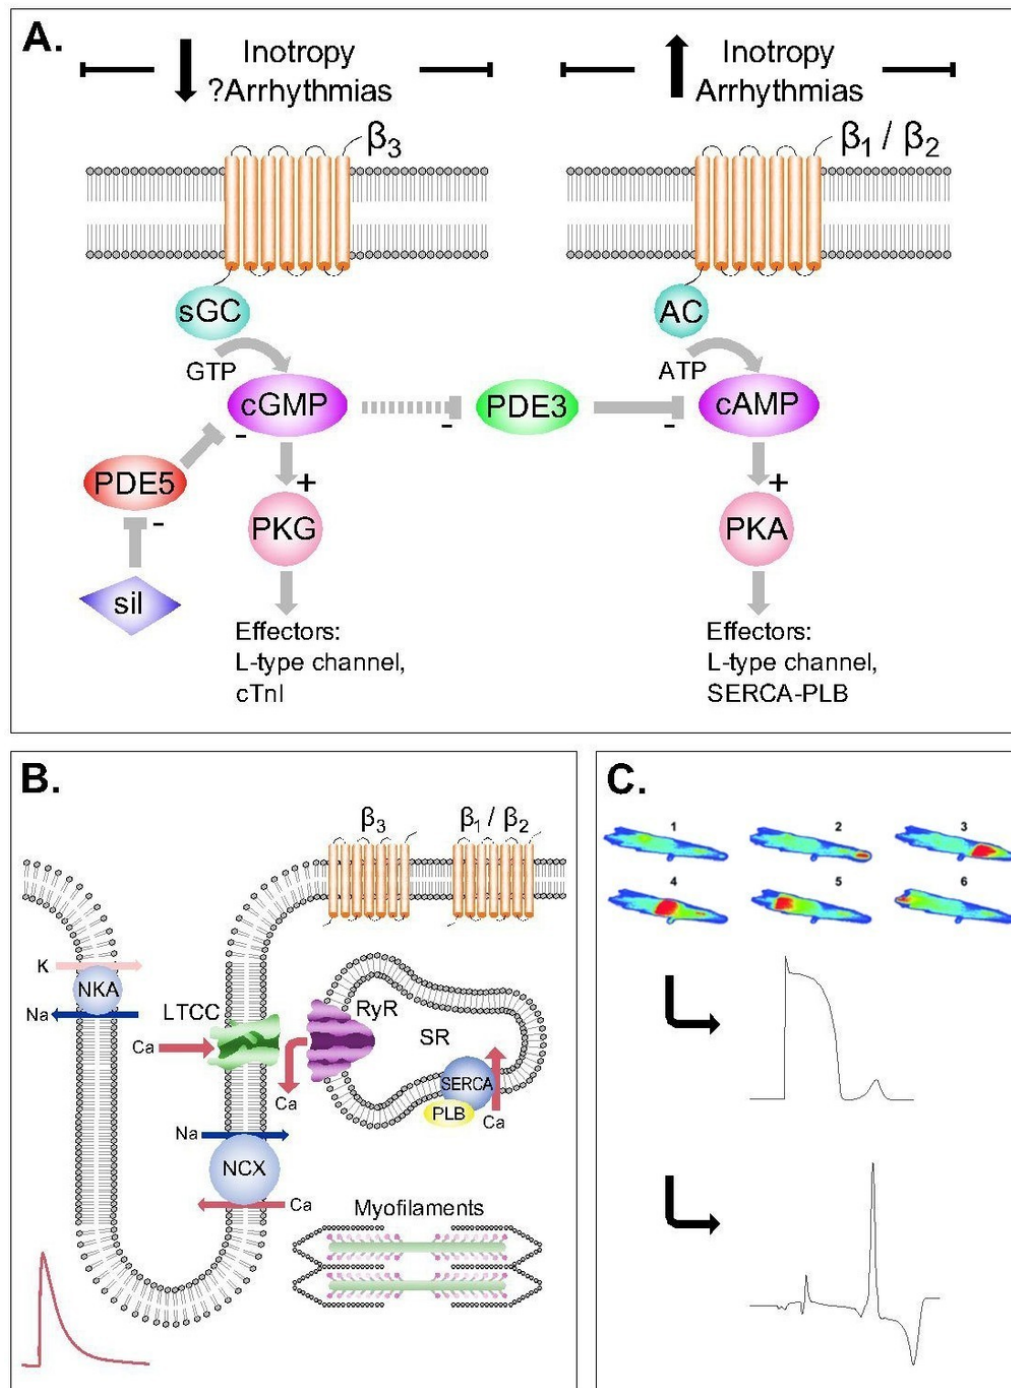 A.
Inotropy
?Arrhythmias
Inotropy
Arrhythmias
β3
β1 / β2
sGC
AC
GTP
ATP
cGMP
PDE3
cAMP
-
-
-
PDE5
+
+
-
PKG
PKA
sil
Effectors:
L-type channel,
cTnI
Effectors:
L-type channel,
SERCA-PLB
B.
β3
β1 / β2
K
NKA
Na
LTCC
RyR
SR
Ca
SERCA
PLB
Ca
Ca
Na
NCX
Ca
Myofilaments
C.
1
2
3
4
5
6